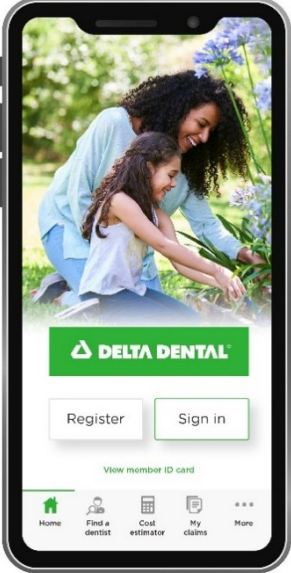 DELTA DENTAL®
Register
Sign in
View member ID card
Home
Find a
dentist
Cost
estimator
My
claims
More